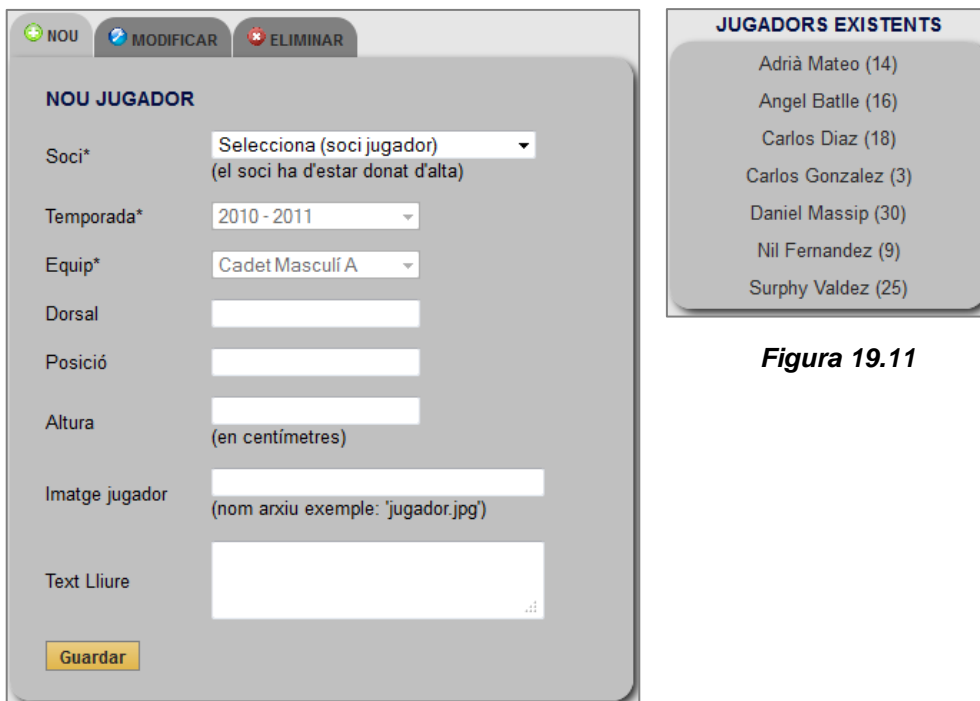 NOU
MODIFICAR
ELIMINAR
NOU JUGADOR
Soci*
Selecciona (soci jugador)
(el soci ha d'estar donat d'alta)
Temporada*
2010 - 2011
Equip*
Cadet Masculí A
Dorsal
Posició
Altura
(en centímetres)
Imatge jugador
(nom arxiu exemple: 'jugador.jpg')
Text Lliure
Guardar
JUGADORS EXISTENTS
Adrià Mateo (14)
Angel Batlle (16)
Carlos Diaz (18)
Carlos Gonzalez (3)
Daniel Massip (30)
Nil Fernandez (9)
Surphy Valdez (25)
Figura 19.11